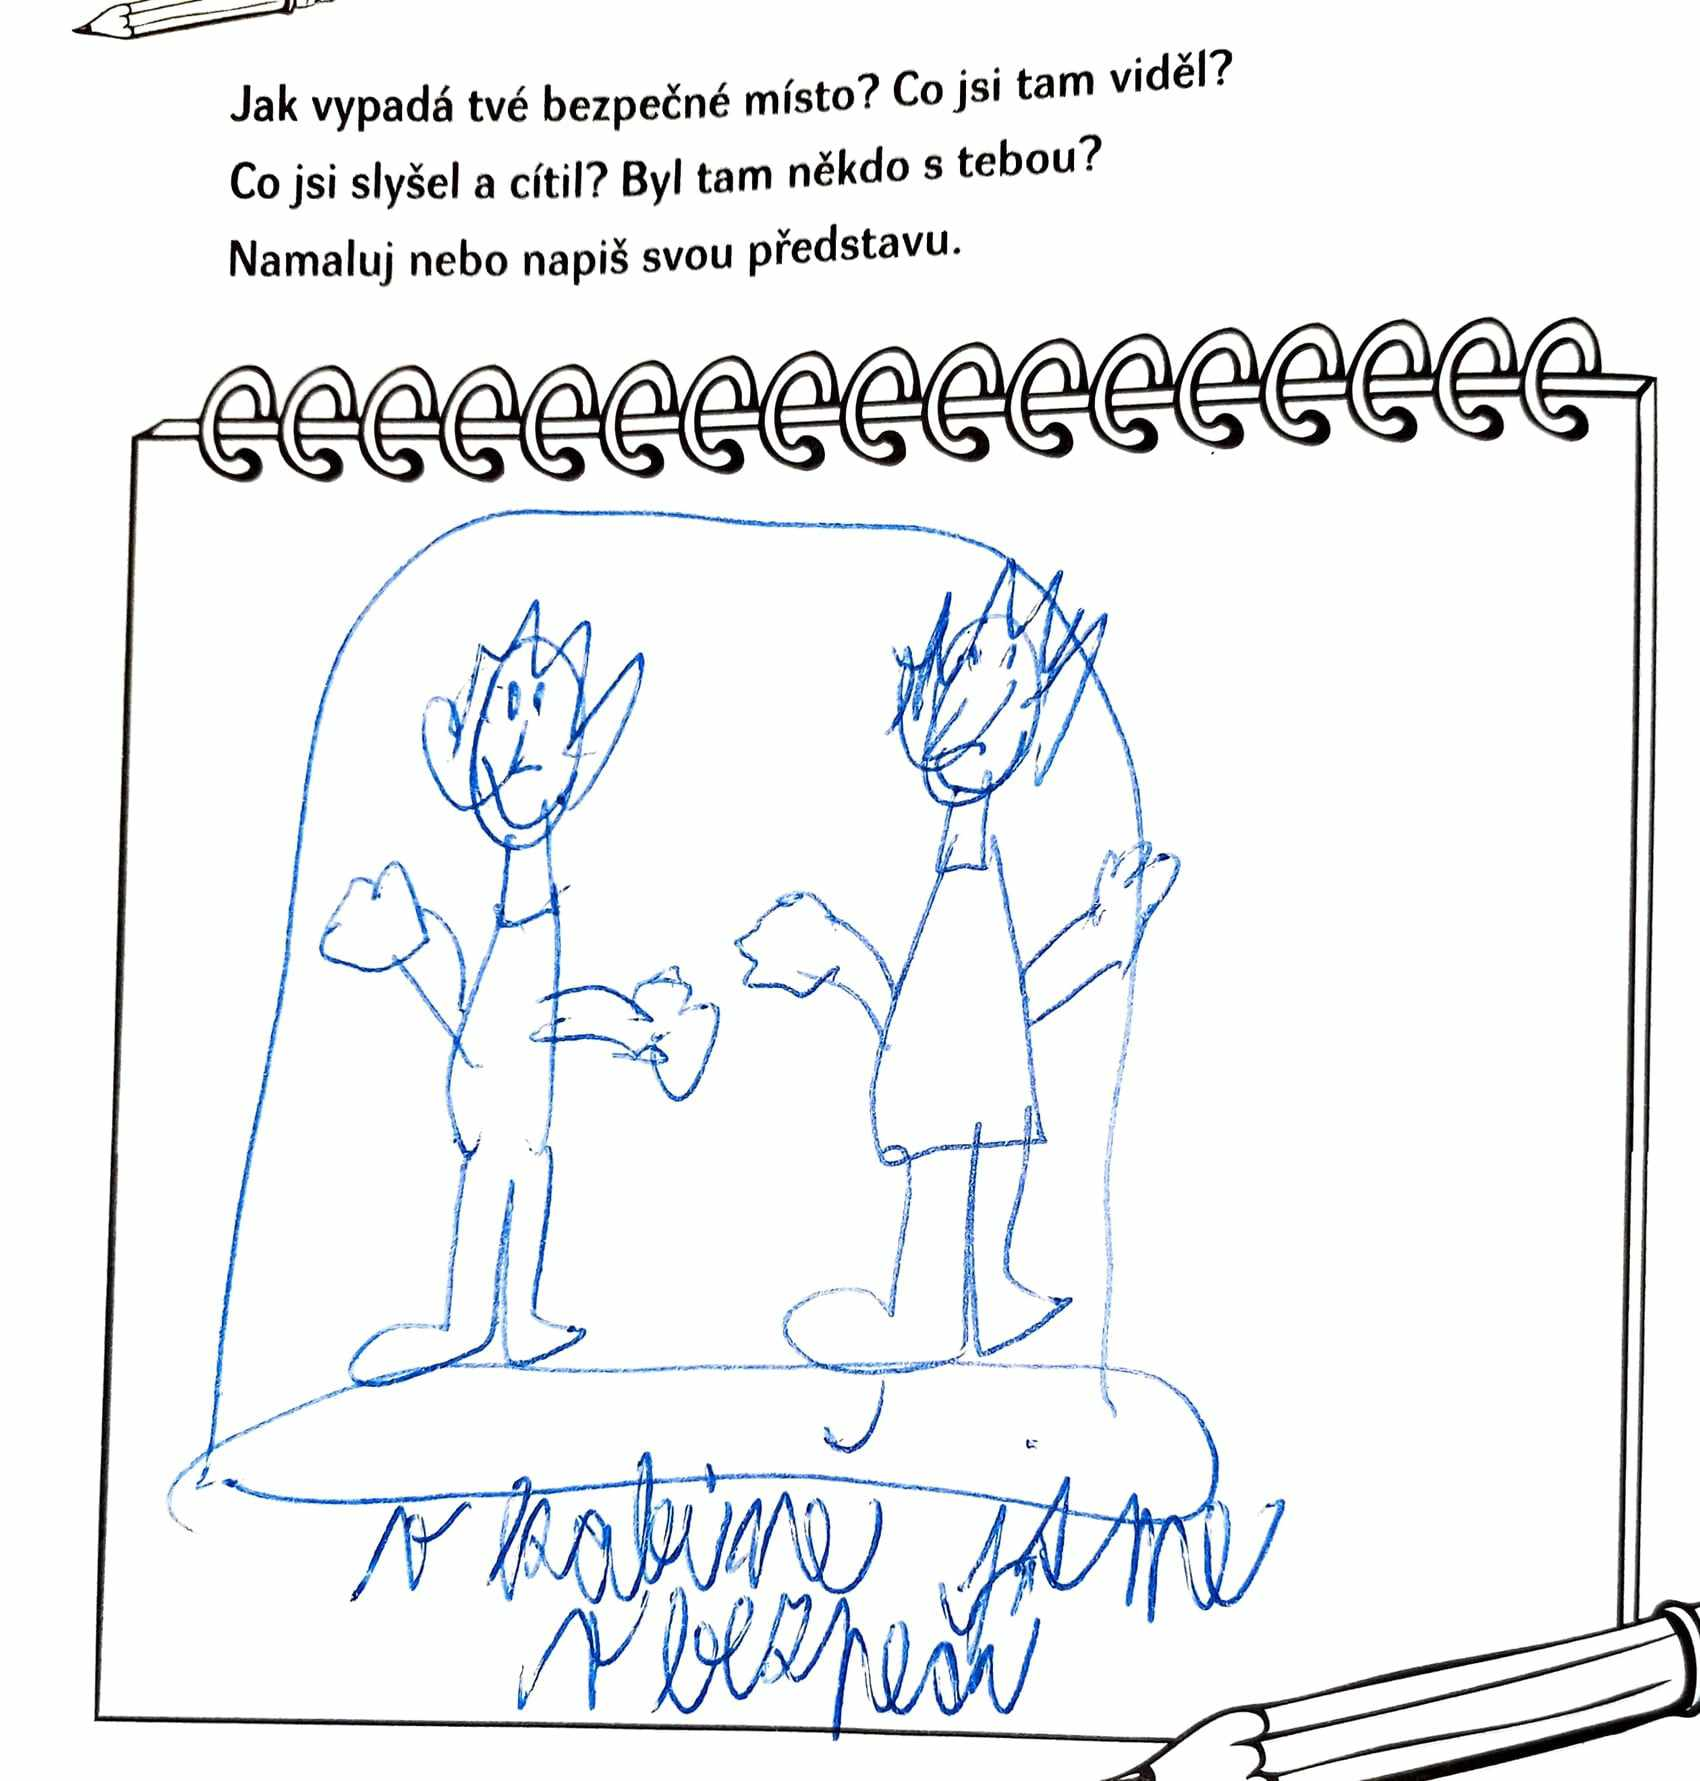 Jak vypadá tvé bezpečné místo? Co jsi tam viděl?
Co jsi slyšel a cítil? Byl tam někdo s tebou?
Namaluj nebo napiš svou představu.
v kabině jsme
v bezpečí